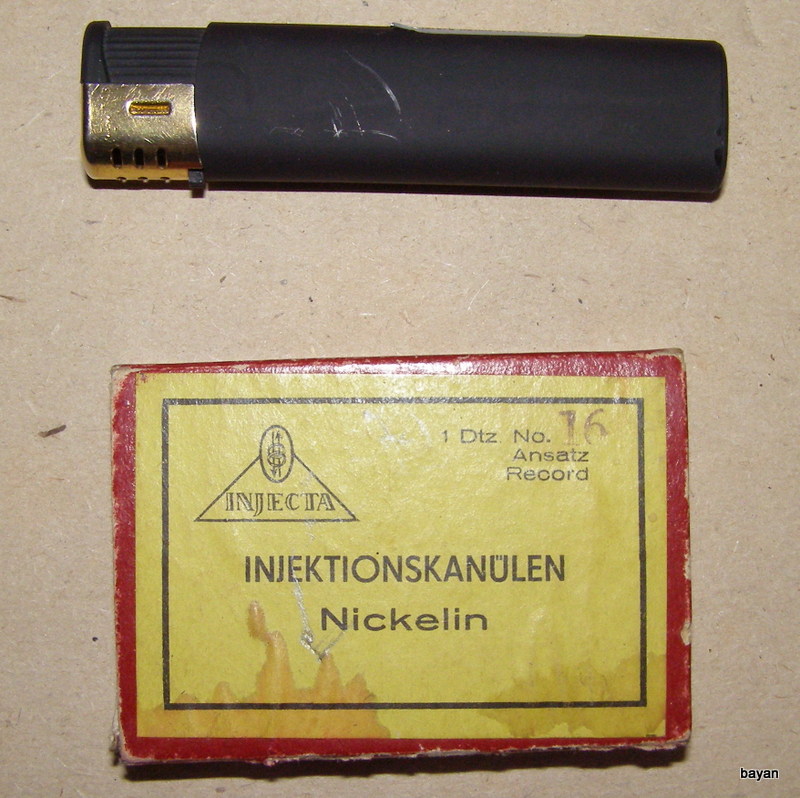 1 Dtz. No. 16
Ansatz
Record
INJECTA
INJEKTIONSKANÜLEN
Nickelin
bayan